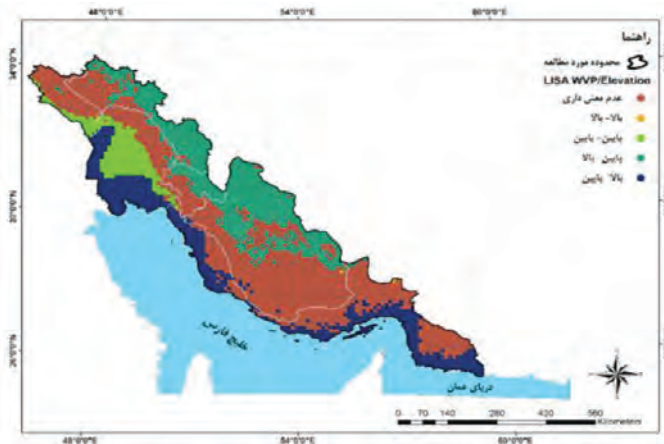 48°0'0"E
54°0'0"E
60°0'0"E
راهنما
محدوده مورد مطالعه
LISA WVP/Elevation
عدم معنی داری
بالا- بالا
پایین- پایین
پایین- بالا
بالا- پایین
خلیج فارس
دریای عمان
0 70 140 280 420 560
Kilometers
48°0'0"E
54°0'0"E
60°0'0"E